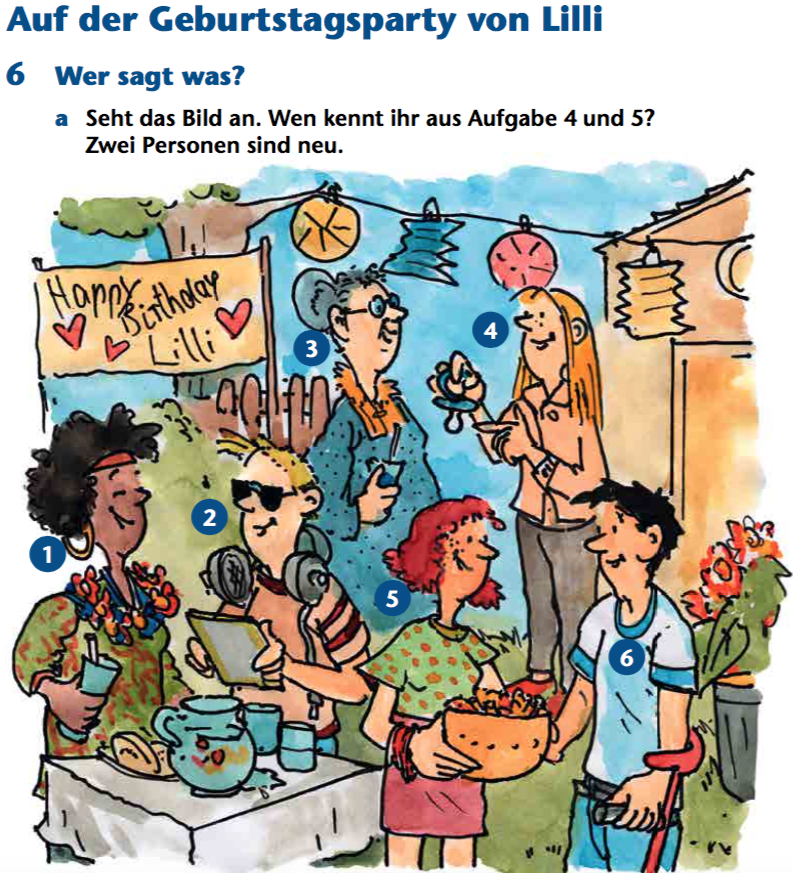 Auf der Geburtstagsparty von Lilli
6 Wer sagt was?
a Seht das Bild an. Wen kennt ihr aus Aufgabe 4 und 5?
Zwei Personen sind neu.
Happy
Birthday
Lilli
3
4
2
1
5
6